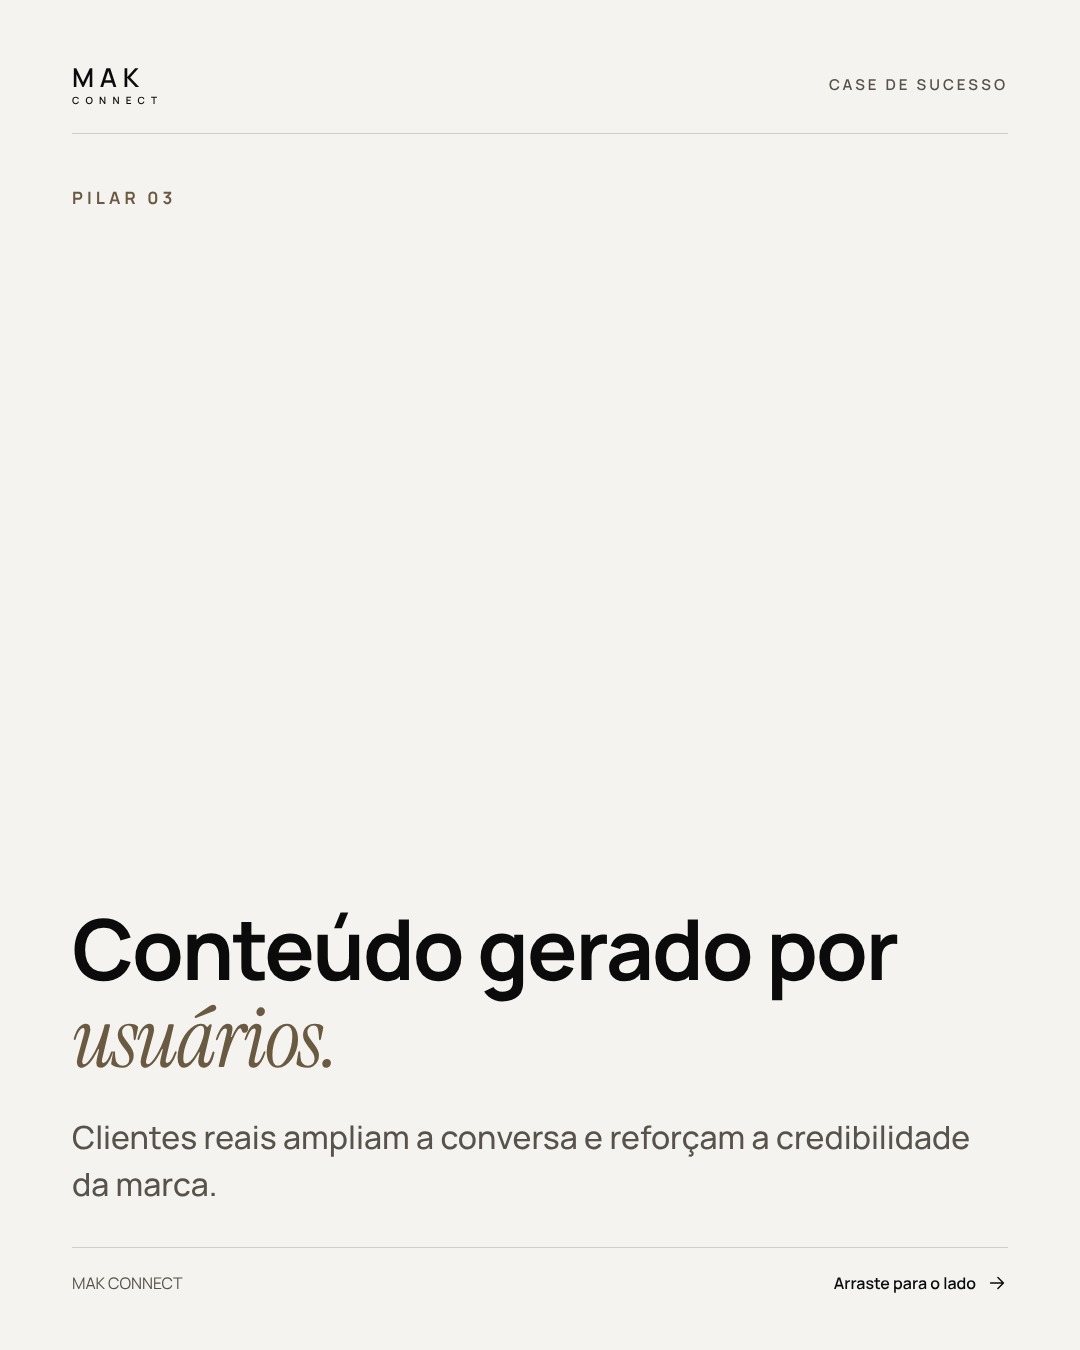 MAK
CONNECT
CASE DE SUCESSO
PILAR 03
Conteúdo gerado por
usuários.
Clientes reais ampliam a conversa e reforçam a credibilidade
da marca.
MAK CONNECT
Arraste para o lado →